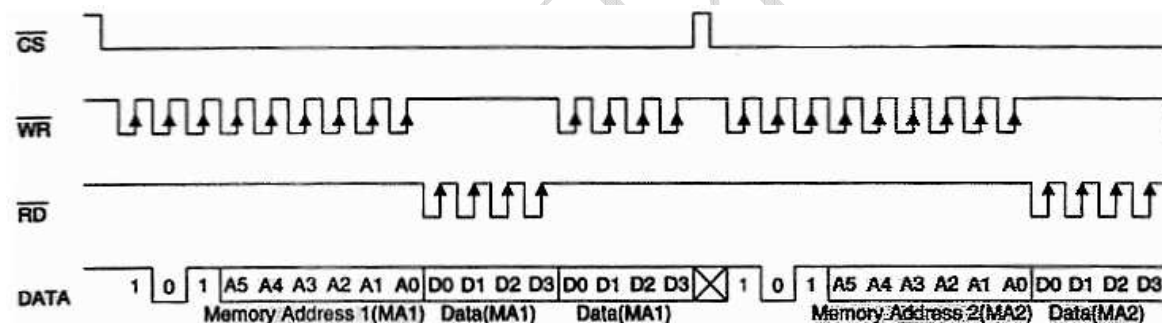 CS
WR
RD
DATA 1 0 1 A5 A4 A3 A2 A1 A0 D0 D1 D2 D3 D0 D1 D2 D3 1 0 1 A5 A4 A3 A2 A1 A0 D0 D1 D2 D3
Memory Address 1(MA1) Data(MA1) Data(MA1) Memory Address 2(MA2) Data(MA2)